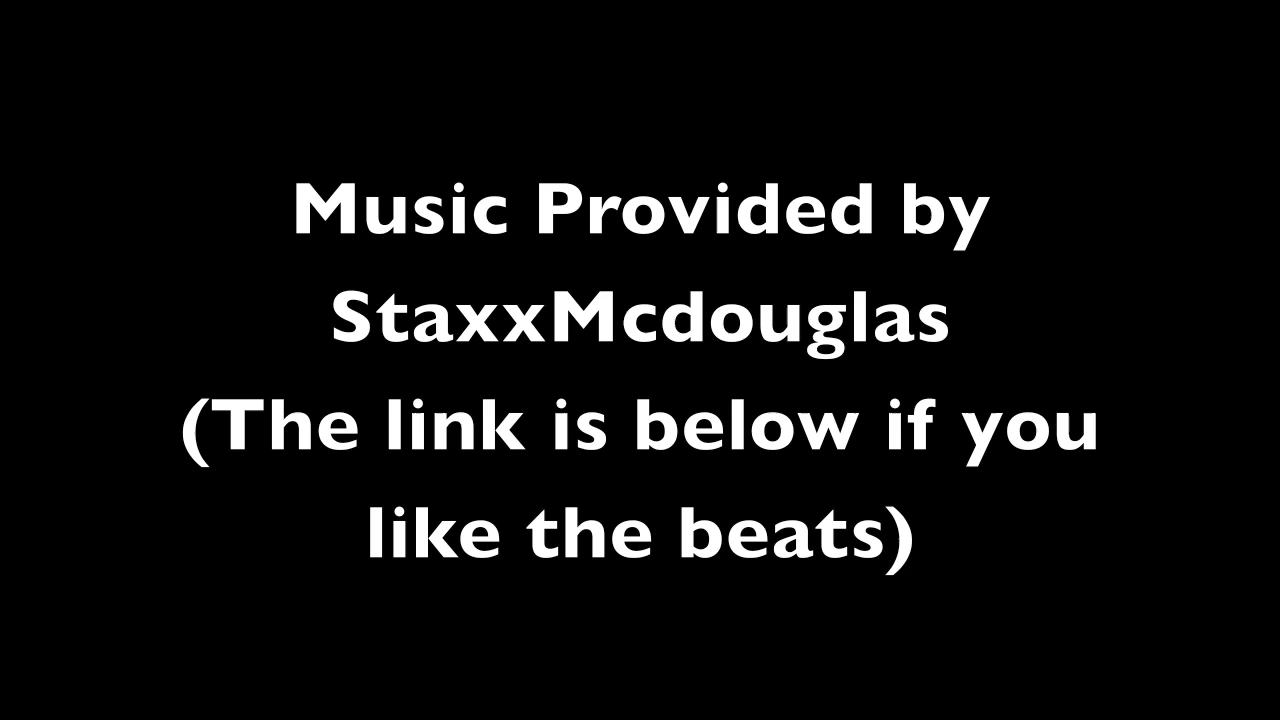 Music Provided by
StaxxMcdouglas
(The link is below if you
like the beats)